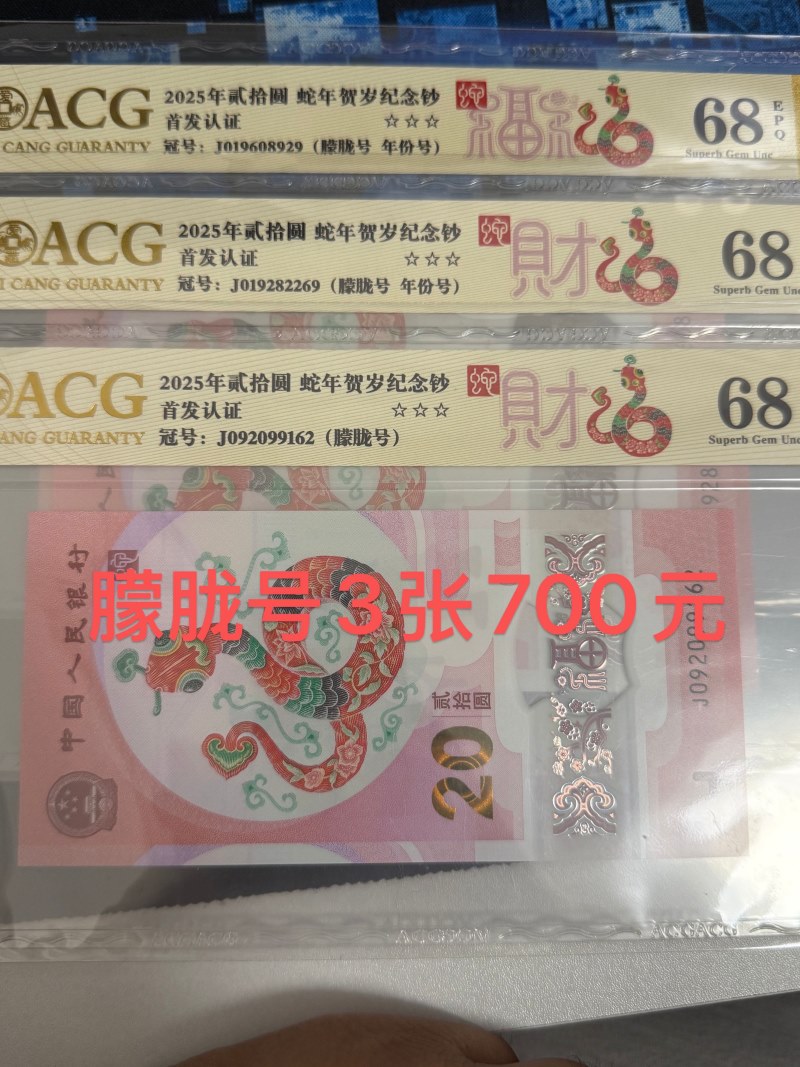 ACG
CANG GUARANTY
2025年贰拾圆 蛇年贺岁纪念钞
首发认证 ☆☆☆
冠号：J019608929（朦胧号 年份号）
蛇
福
68
EPQ
Superb Gem Unc
ACG
I CANG GUARANTY
2025年贰拾圆 蛇年贺岁纪念钞
首发认证 ☆☆☆
冠号：J019282269（朦胧号 年份号）
蛇
財
68
Superb Gem Unc
ACG
ANG GUARANTY
2025年贰拾圆 蛇年贺岁纪念钞
首发认证 ☆☆☆
冠号：J092099162（朦胧号）
蛇
財
68
Superb Gem Unc
朦胧号3张700元
中国人民银行
贰拾圆
20
J092099162